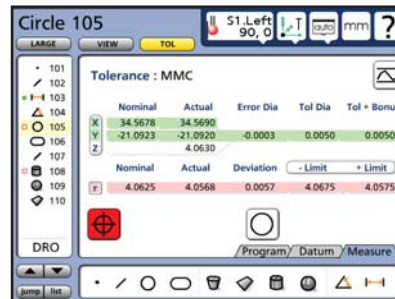 Circle 105
S1.Left
90, 0
T
auto
mm
?
LARGE
VIEW
TOL
101
102
103
104
105
106
107
108
109
110
DRO
Tolerance : MMC
Nominal Actual Error Dia Tol Dia Tol + Bonu
X 34.5678 34.5690
Y -21.0923 -21.0920 -0.0003 0.0050 0.0050
Z 4.0630
Nominal Actual Deviation - Limit + Limit
r 4.0625 4.0568 0.0057 4.0675 4.0575
Program Datum Measure
jump list